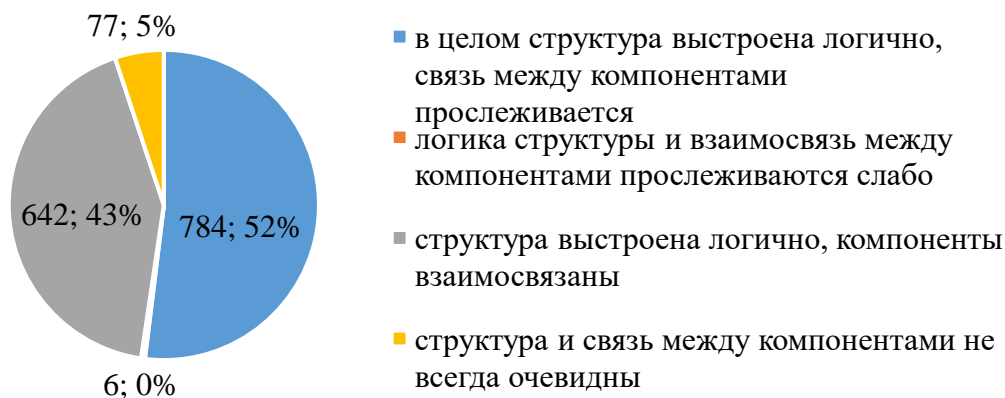 77; 5%
642; 43%
784; 52%
6; 0%
в целом структура выстроена логично,
связь между компонентами
прослеживается
логика структуры и взаимосвязь между
компонентами прослеживаются слабо
структура выстроена логично, компоненты
взаимосвязаны
структура и связь между компонентами не
всегда очевидны